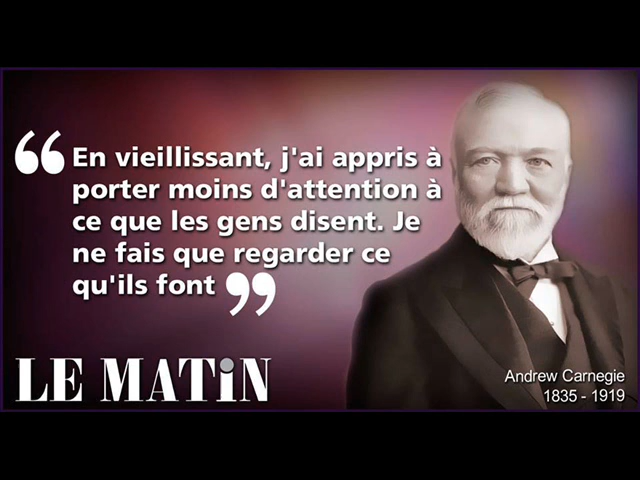 “ En vieillissant, j'ai appris à
porter moins d'attention à
ce que les gens disent. Je
ne fais que regarder ce
qu'ils font ”
LE MATiN
Andrew Carnegie
1835 - 1919